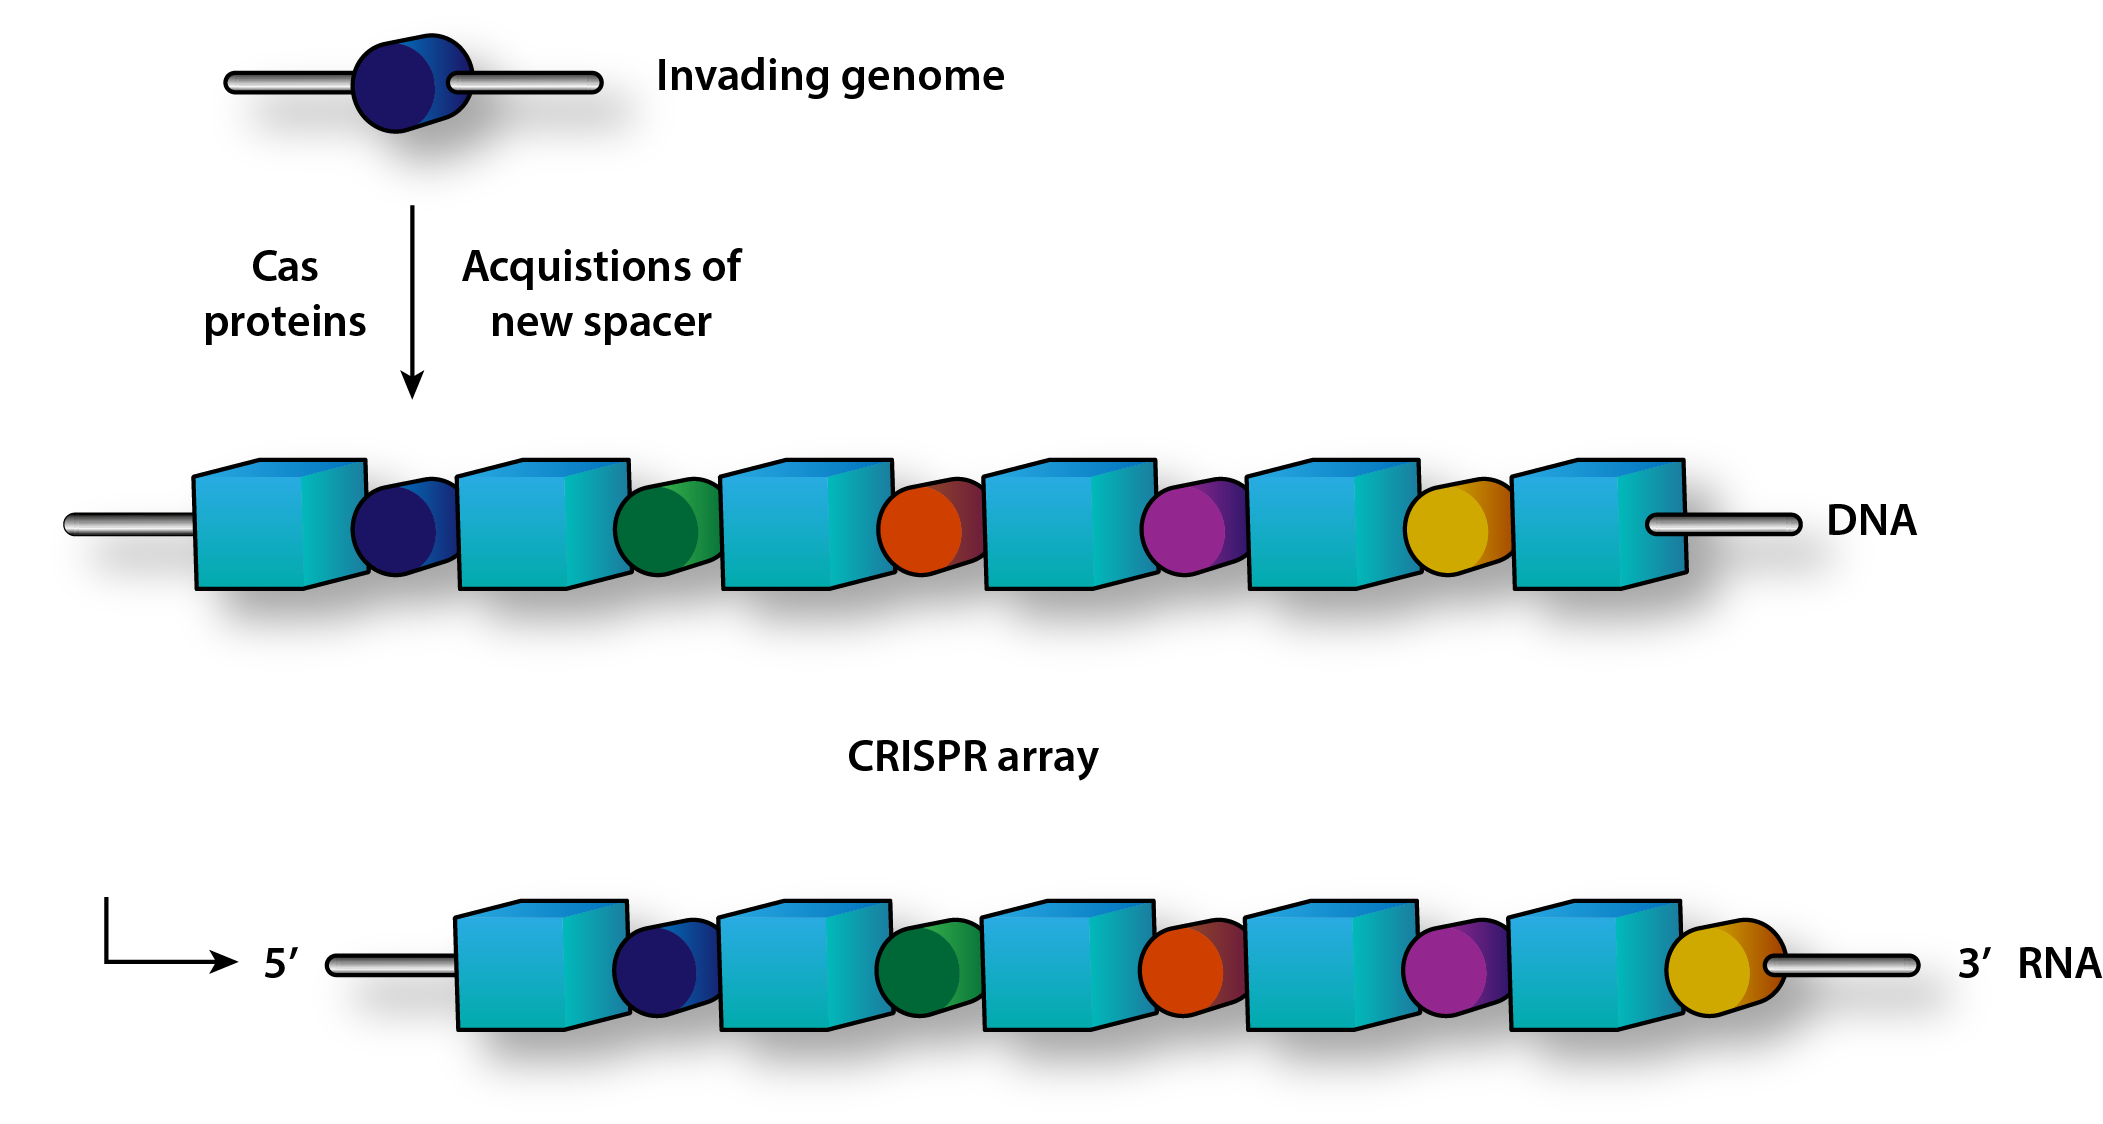 Invading genome
Cas
proteins
Acquistions of
new spacer
DNA
CRISPR array
5’
3’ RNA